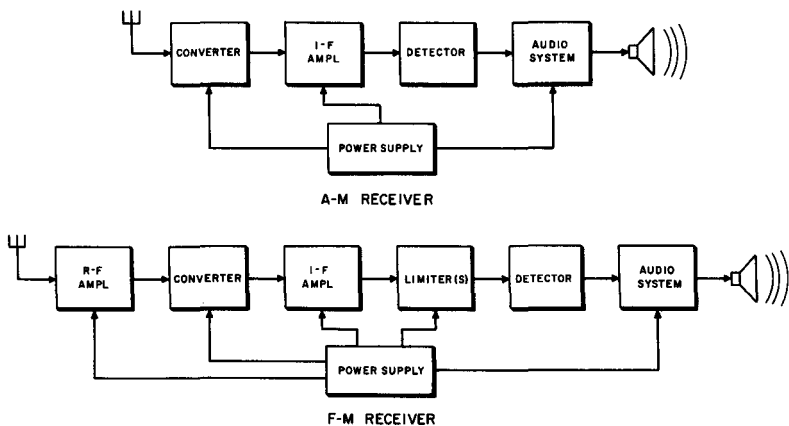 CONVERTER
I-F
AMPL
DETECTOR
AUDIO
SYSTEM
POWER SUPPLY
A-M RECEIVER
R-F
AMPL
CONVERTER
I-F
AMPL
LIMITER(S)
DETECTOR
AUDIO
SYSTEM
POWER SUPPLY
F-M RECEIVER